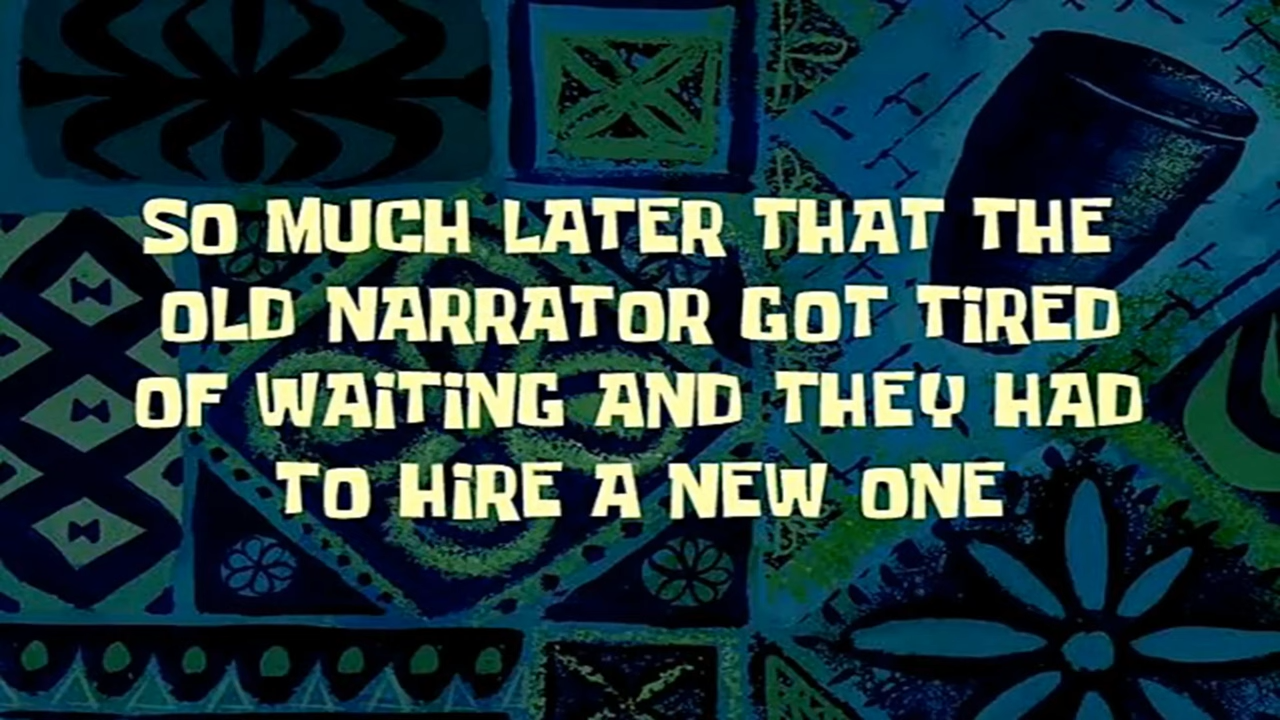 SO MUCH LATER THAT THE
OLD NARRATOR GOT TiRED
OF WAiTiNG AND THEY HAD
TO HiRE A NEW ONE